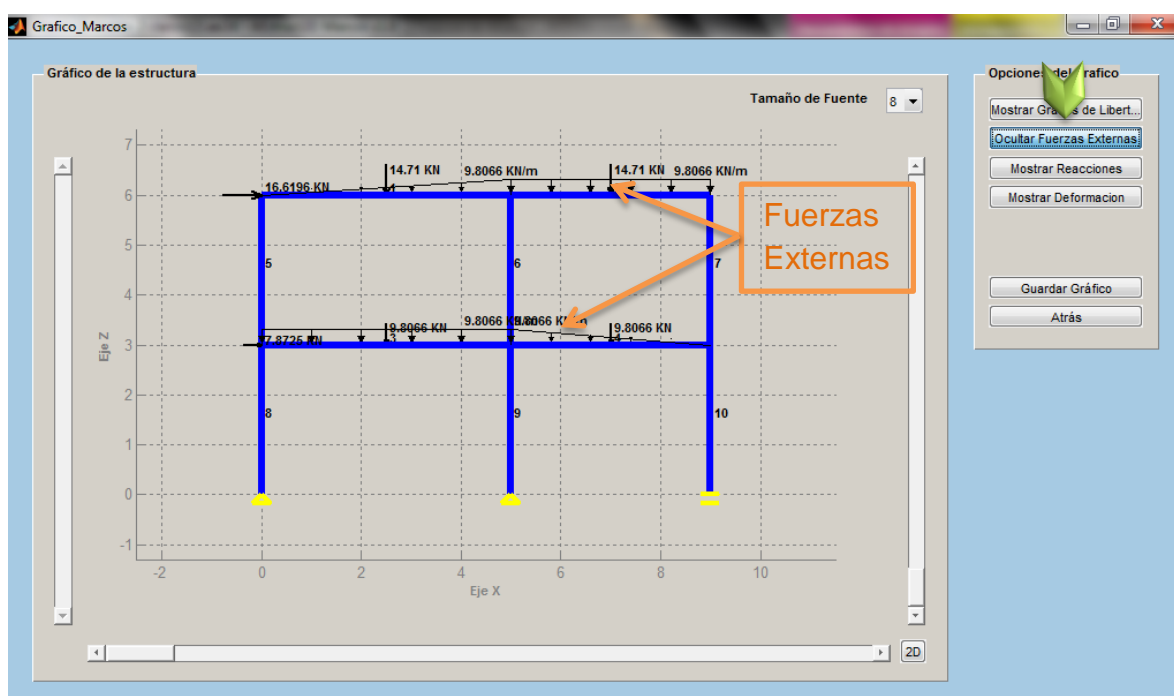 Grafico_Marcos
Gráfico de la estructura
Tamaño de Fuente 8
14.71 KN 9.8066 KN/m 14.71 KN 9.8066 KN/m
16.6196 KN
5 6 7
9.8066 KN 9.8066 9.8066 9.8066 KN
7.8725 KN 3
8 9 10
7
6
5
4
3
2
1
0
-1
Eje Z
-2 0 2 4 6 8 10
Eje X
2D
Fuerzas
Externas
Opciones del Grafico
Mostrar Grados de Libert...
Ocultar Fuerzas Externas
Mostrar Reacciones
Mostrar Deformacion
Guardar Gráfico
Atrás